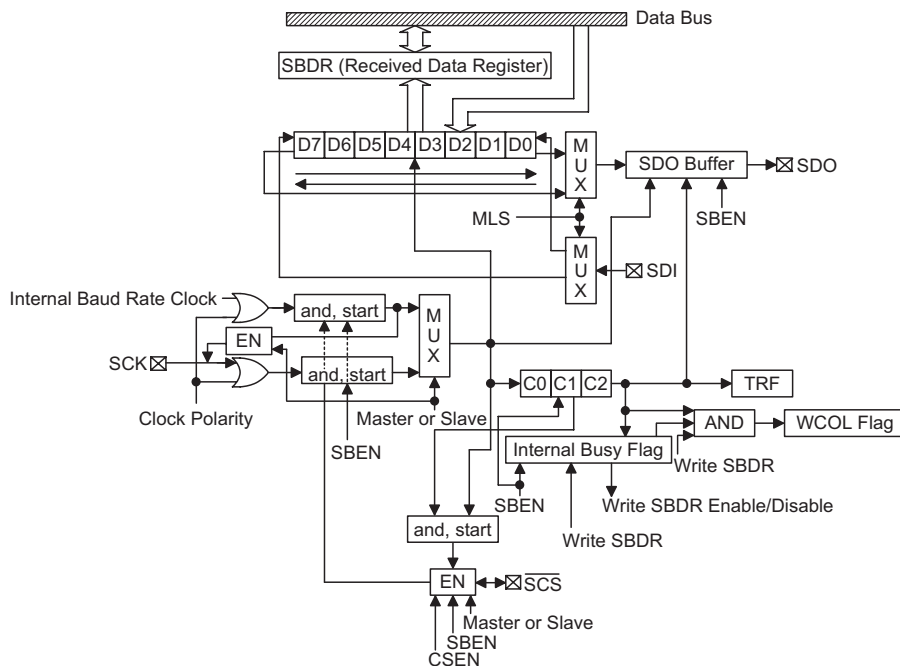 Data Bus
SBDR (Received Data Register)
D7 D6 D5 D4 D3 D2 D1 D0
MUX
SDO Buffer
SDO
MLS
SBEN
MUX
SDI
Internal Baud Rate Clock
and, start
MUX
EN
SCK
and, start
C0 C1 C2
TRF
Clock Polarity
Master or Slave
AND
WCOL Flag
SBEN
Internal Busy Flag
Write SBDR
SBEN
Write SBDR Enable/Disable
and, start
Write SBDR
EN
SCS
Master or Slave
SBEN
CSEN